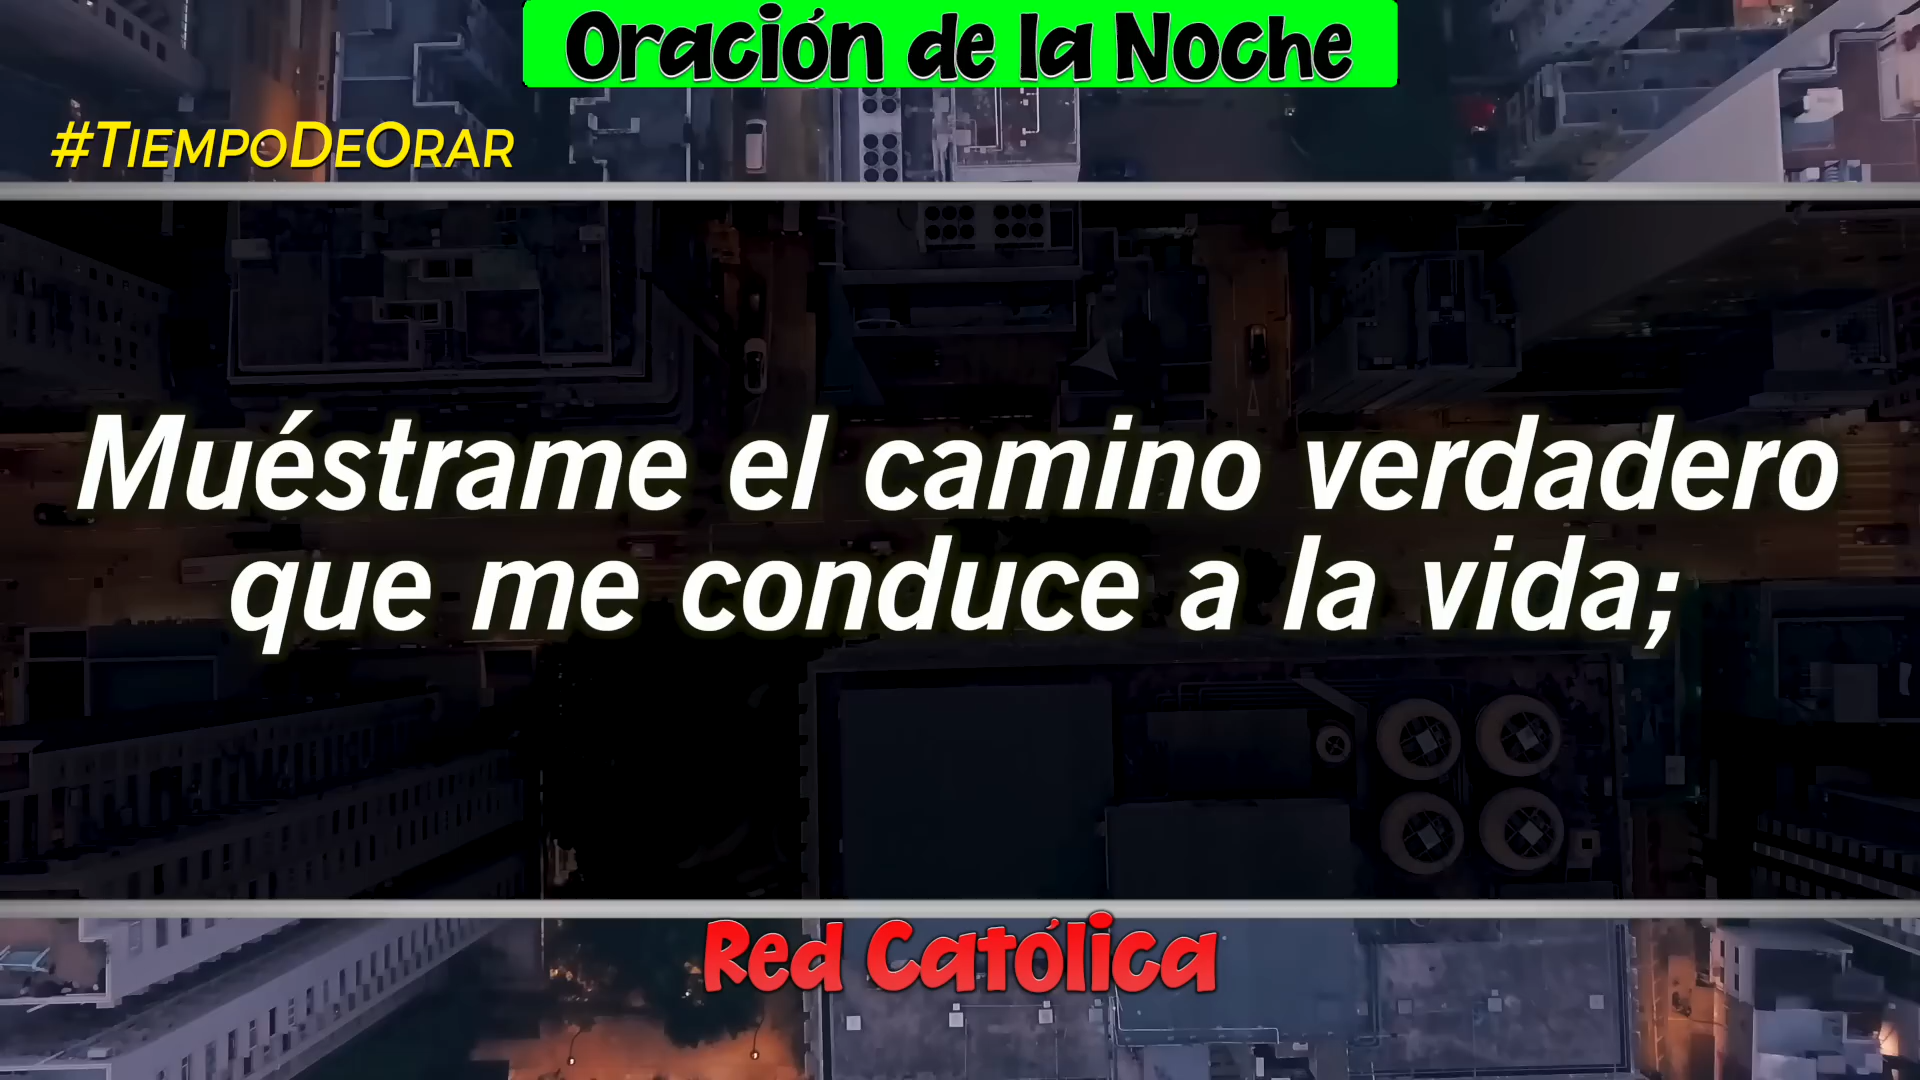 Oración de la Noche
#TIEMPODEORAR
Muéstrame el camino verdadero
que me conduce a la vida;
Red Católica